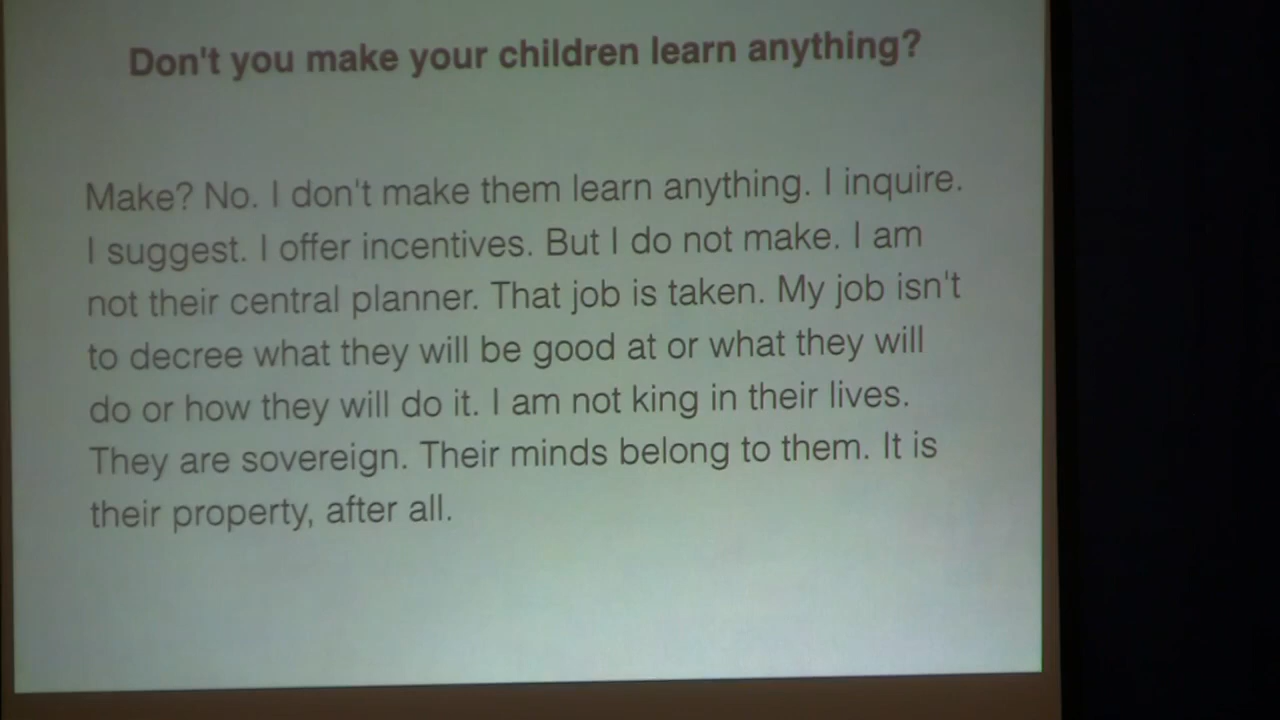 Don't you make your children learn anything?
Make? No. I don't make them learn anything. I inquire.
I suggest. I offer incentives. But I do not make. I am
not their central planner. That job is taken. My job isn't
to decree what they will be good at or what they will
do or how they will do it. I am not king in their lives.
They are sovereign. Their minds belong to them. It is
their property, after all.